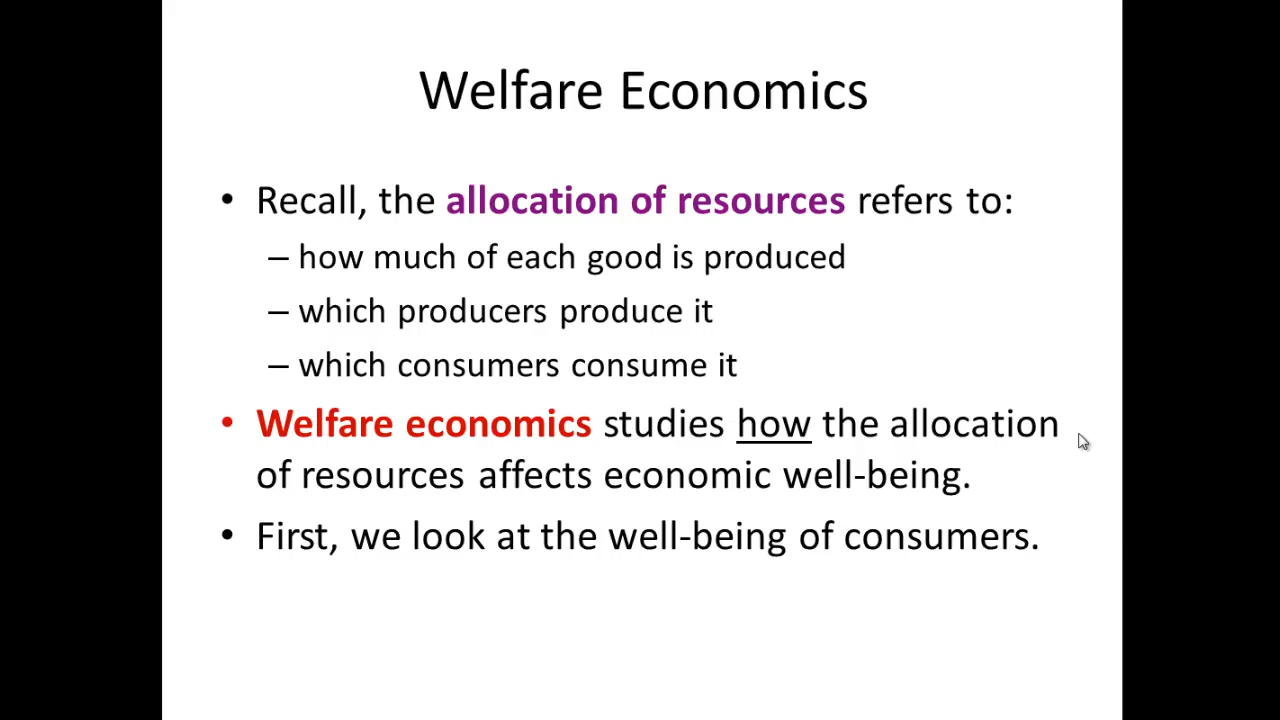 Welfare Economics
• Recall, the allocation of resources refers to:
– how much of each good is produced
– which producers produce it
– which consumers consume it
• Welfare economics studies how the allocation
of resources affects economic well-being.
• First, we look at the well-being of consumers.